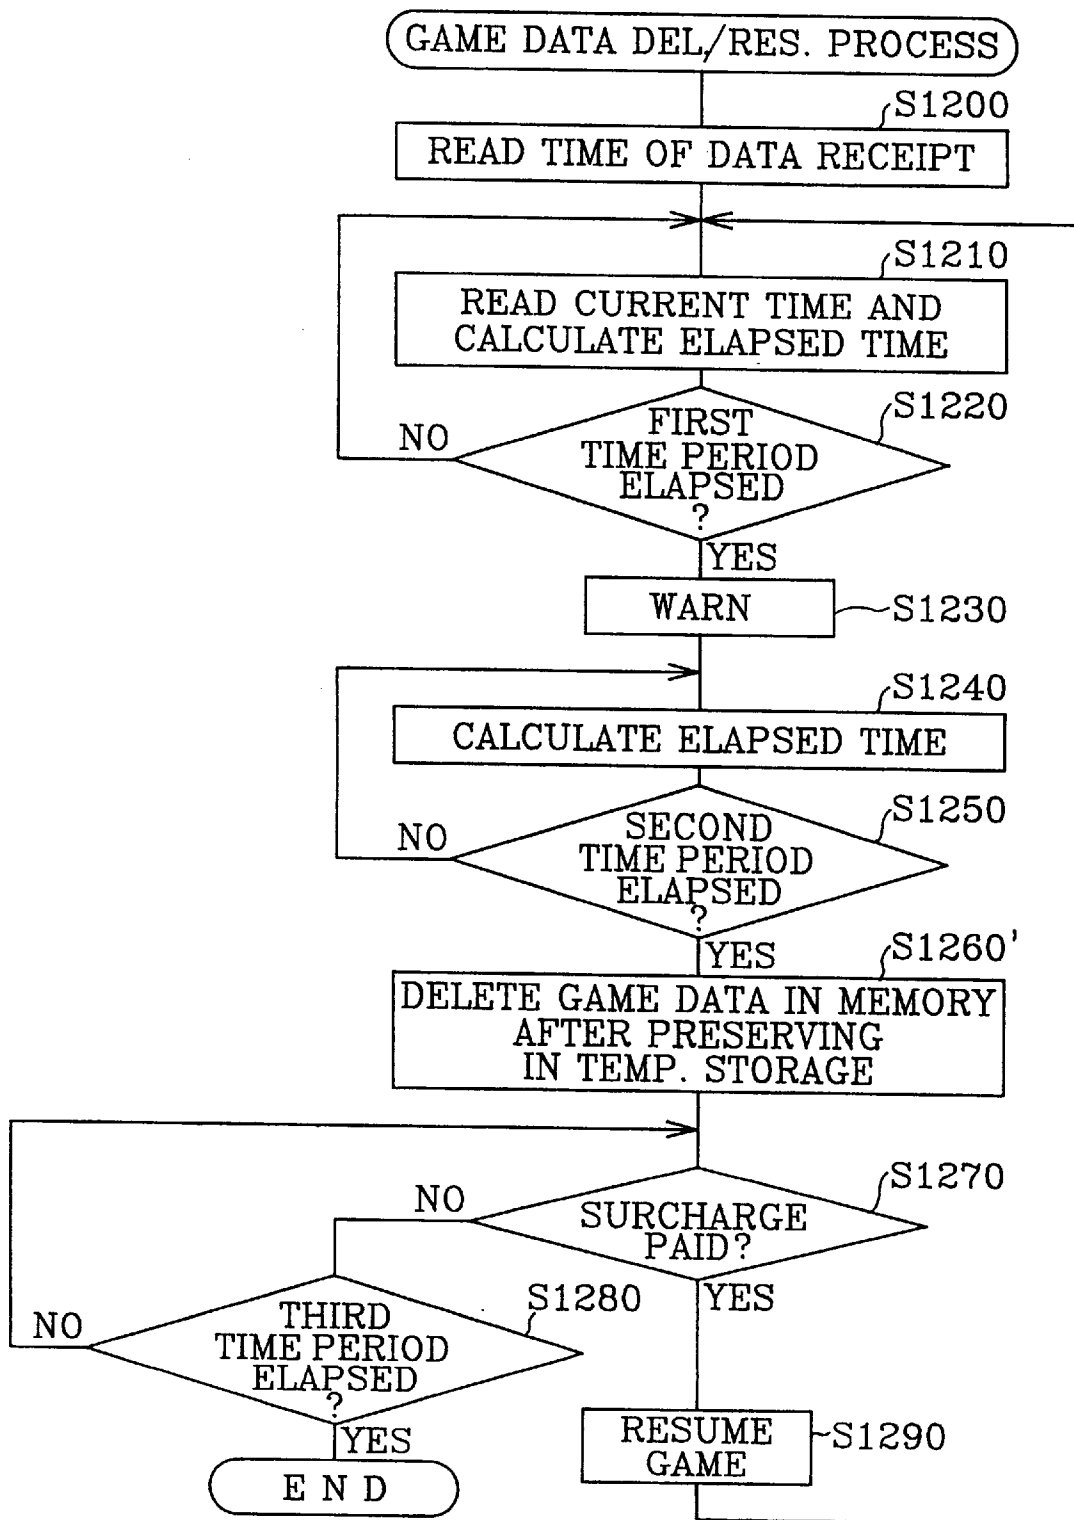 GAME DATA DEL/RES. PROCESS
S1200
READ TIME OF DATA RECEIPT
S1210
READ CURRENT TIME AND
CALCULATE ELAPSED TIME
S1220
NO
FIRST
TIME PERIOD
ELAPSED
?
YES
WARN
S1230
S1240
CALCULATE ELAPSED TIME
S1250
NO
SECOND
TIME PERIOD
ELAPSED
?
YES
S1260'
DELETE GAME DATA IN MEMORY
AFTER PRESERVING
IN TEMP. STORAGE
S1270
NO
SURCHARGE
PAID?
YES
S1280
NO
THIRD
TIME PERIOD
ELAPSED
?
YES
END
RESUME
GAME
S1290